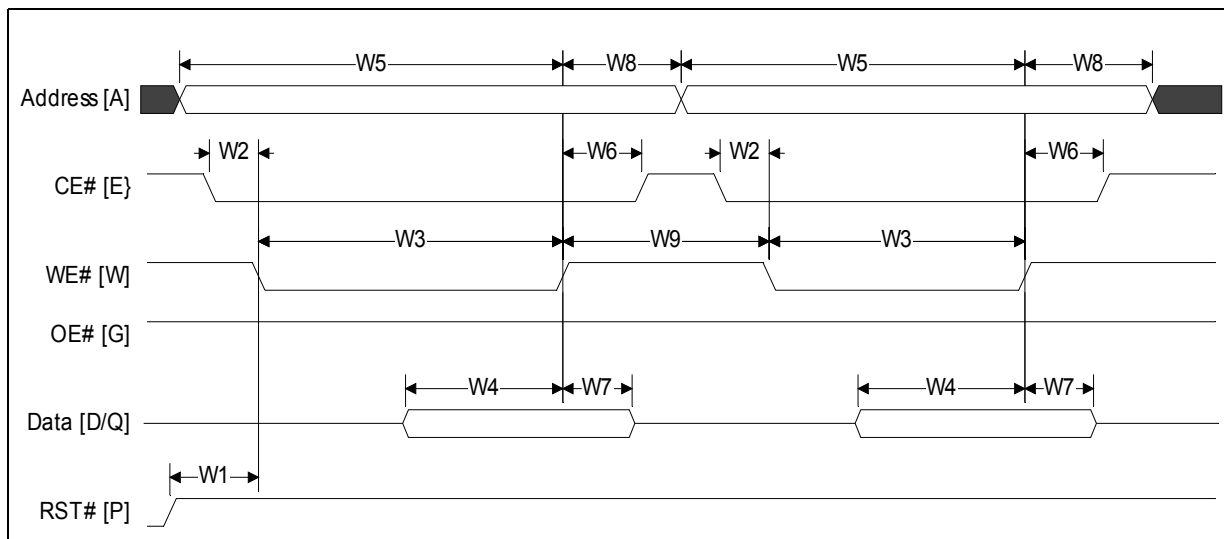 W5 W8 W5 W8
Address [A]
W2 W6 W2 W6
CE# [E}
W3 W9 W3
WE# [W]
OE# [G]
W4 W7 W4 W7
Data [D/Q]
W1
RST# [P]